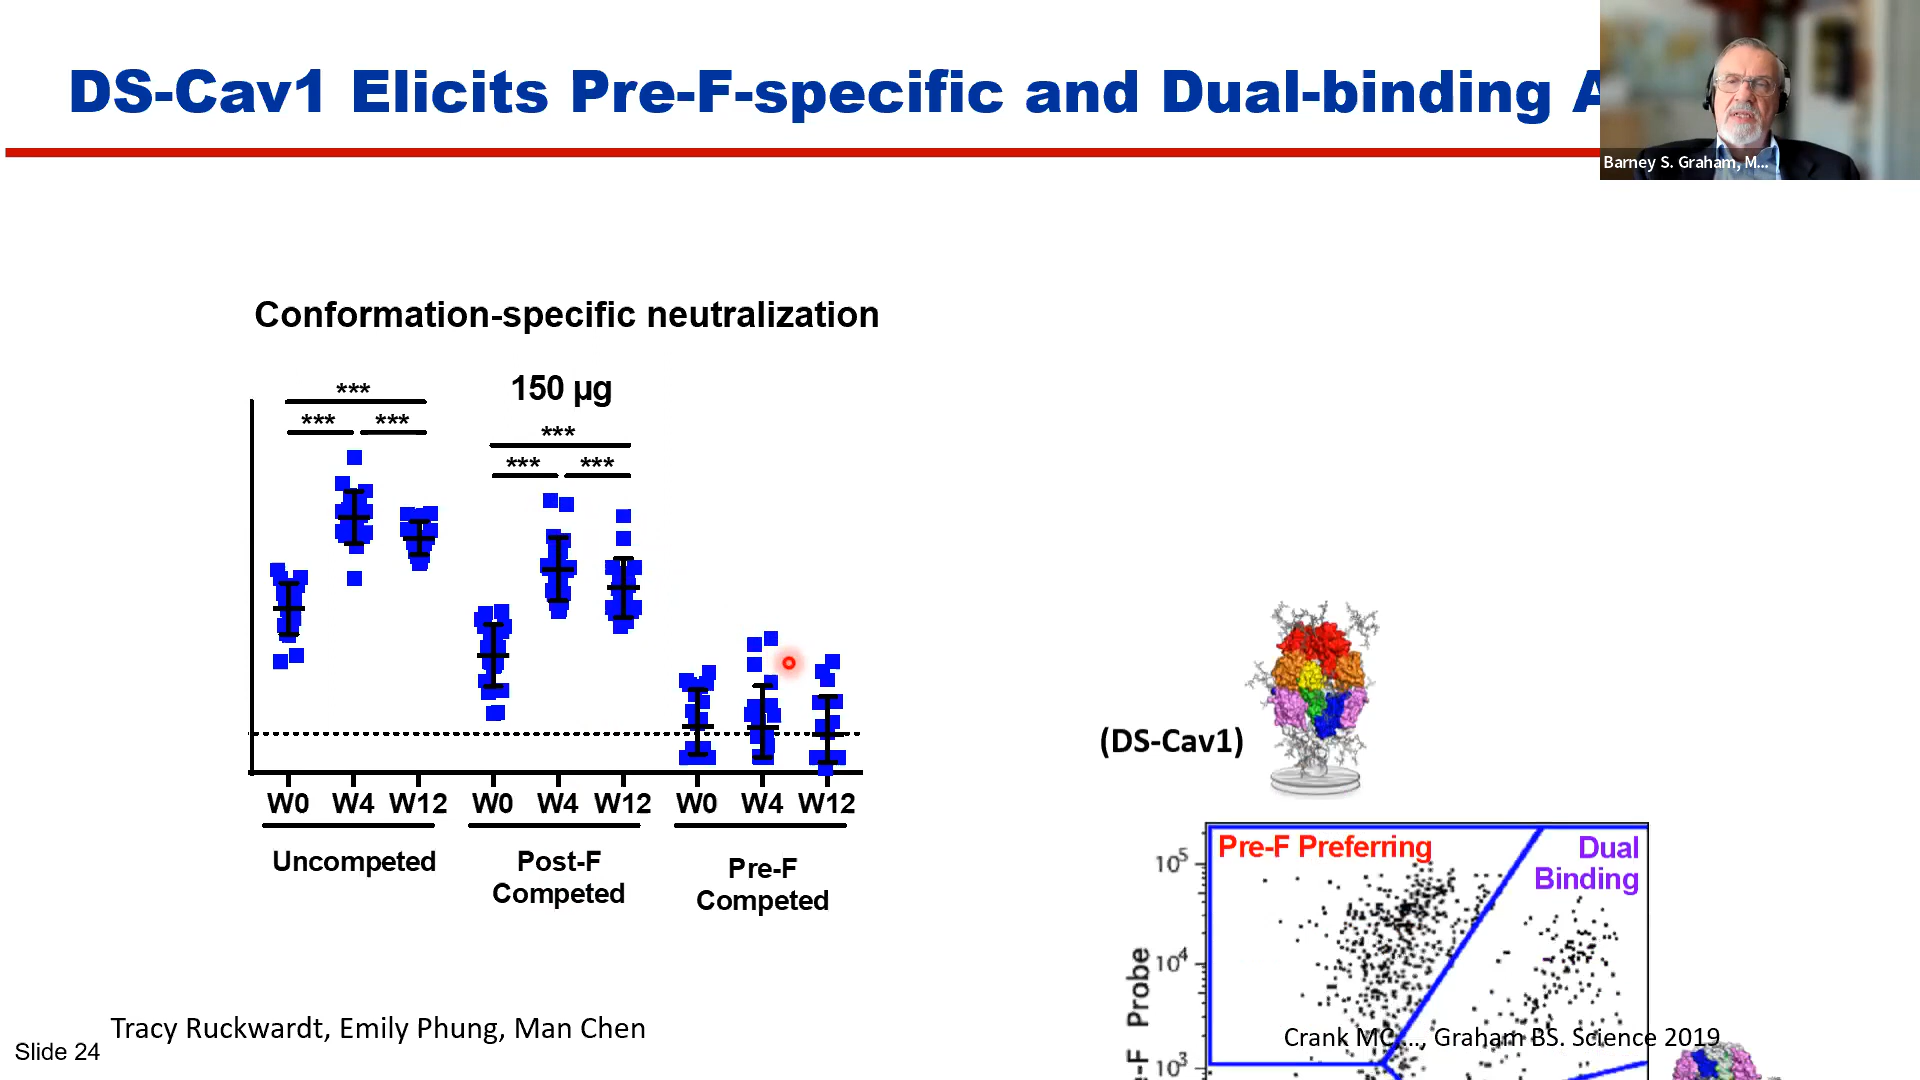 DS-Cav1 Elicits Pre-F-specific and Dual-binding A
Barney S. Graham, M...
Conformation-specific neutralization
150 µg
***
*** ***
***
*** ***
W0 W4 W12 W0 W4 W12 W0 W4 W12
Uncompeted
Post-F
Competed
Pre-F
Competed
(DS-Cav1)
Pre-F Preferring
Dual
Binding
10⁵
10⁴
10³
-F Probe
Tracy Ruckwardt, Emily Phung, Man Chen
Crank MC,..., Graham BS. Science 2019
Slide 24